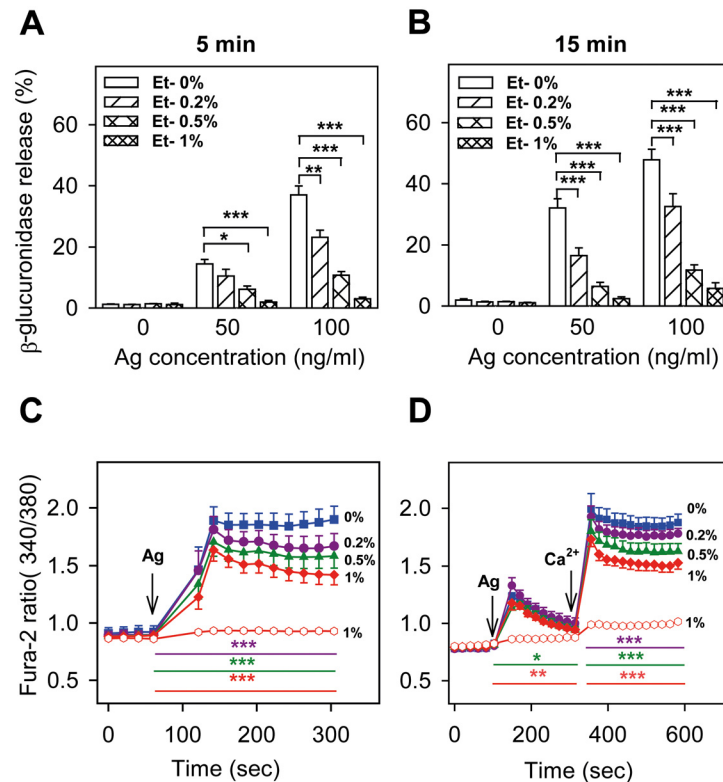 A
5 min
B
15 min
β-glucuronidase release (%)
Et- 0%
Et- 0.2%
Et- 0.5%
Et- 1%
60
40
20
0
***
*
***
***
**
0
50
100
Ag concentration (ng/ml)
Et- 0%
Et- 0.2%
Et- 0.5%
Et- 1%
60
40
20
0
***
***
***
***
***
***
0
50
100
Ag concentration (ng/ml)
C
D
Fura-2 ratio( 340/380)
2.0
1.5
1.0
0.5
Ag
0%
0.2%
0.5%
1%
1%
***
***
***
0
100
200
300
Time (sec)
2.0
1.5
1.0
0.5
Ag
Ca²⁺
0%
0.2%
0.5%
1%
1%
***
* ***
** ***
0
200
400
600
Time (sec)